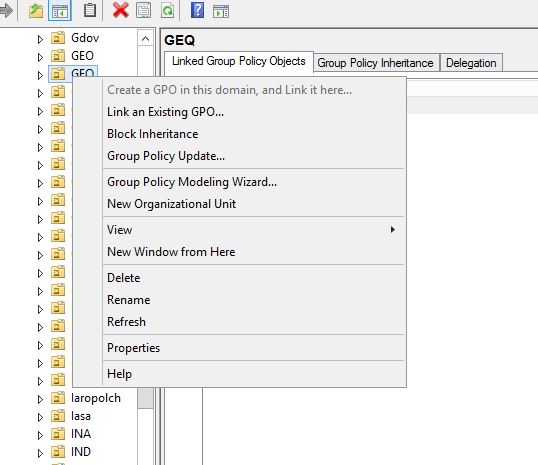 Gdov
GEO
GEQ
GEQ
Linked Group Policy Objects
Group Policy Inheritance
Delegation
Create a GPO in this domain, and Link it here...
Link an Existing GPO...
Block Inheritance
Group Policy Update...
Group Policy Modeling Wizard...
New Organizational Unit
View
New Window from Here
Delete
Rename
Refresh
Properties
Help
Iaropolch
Iasa
INA
IND